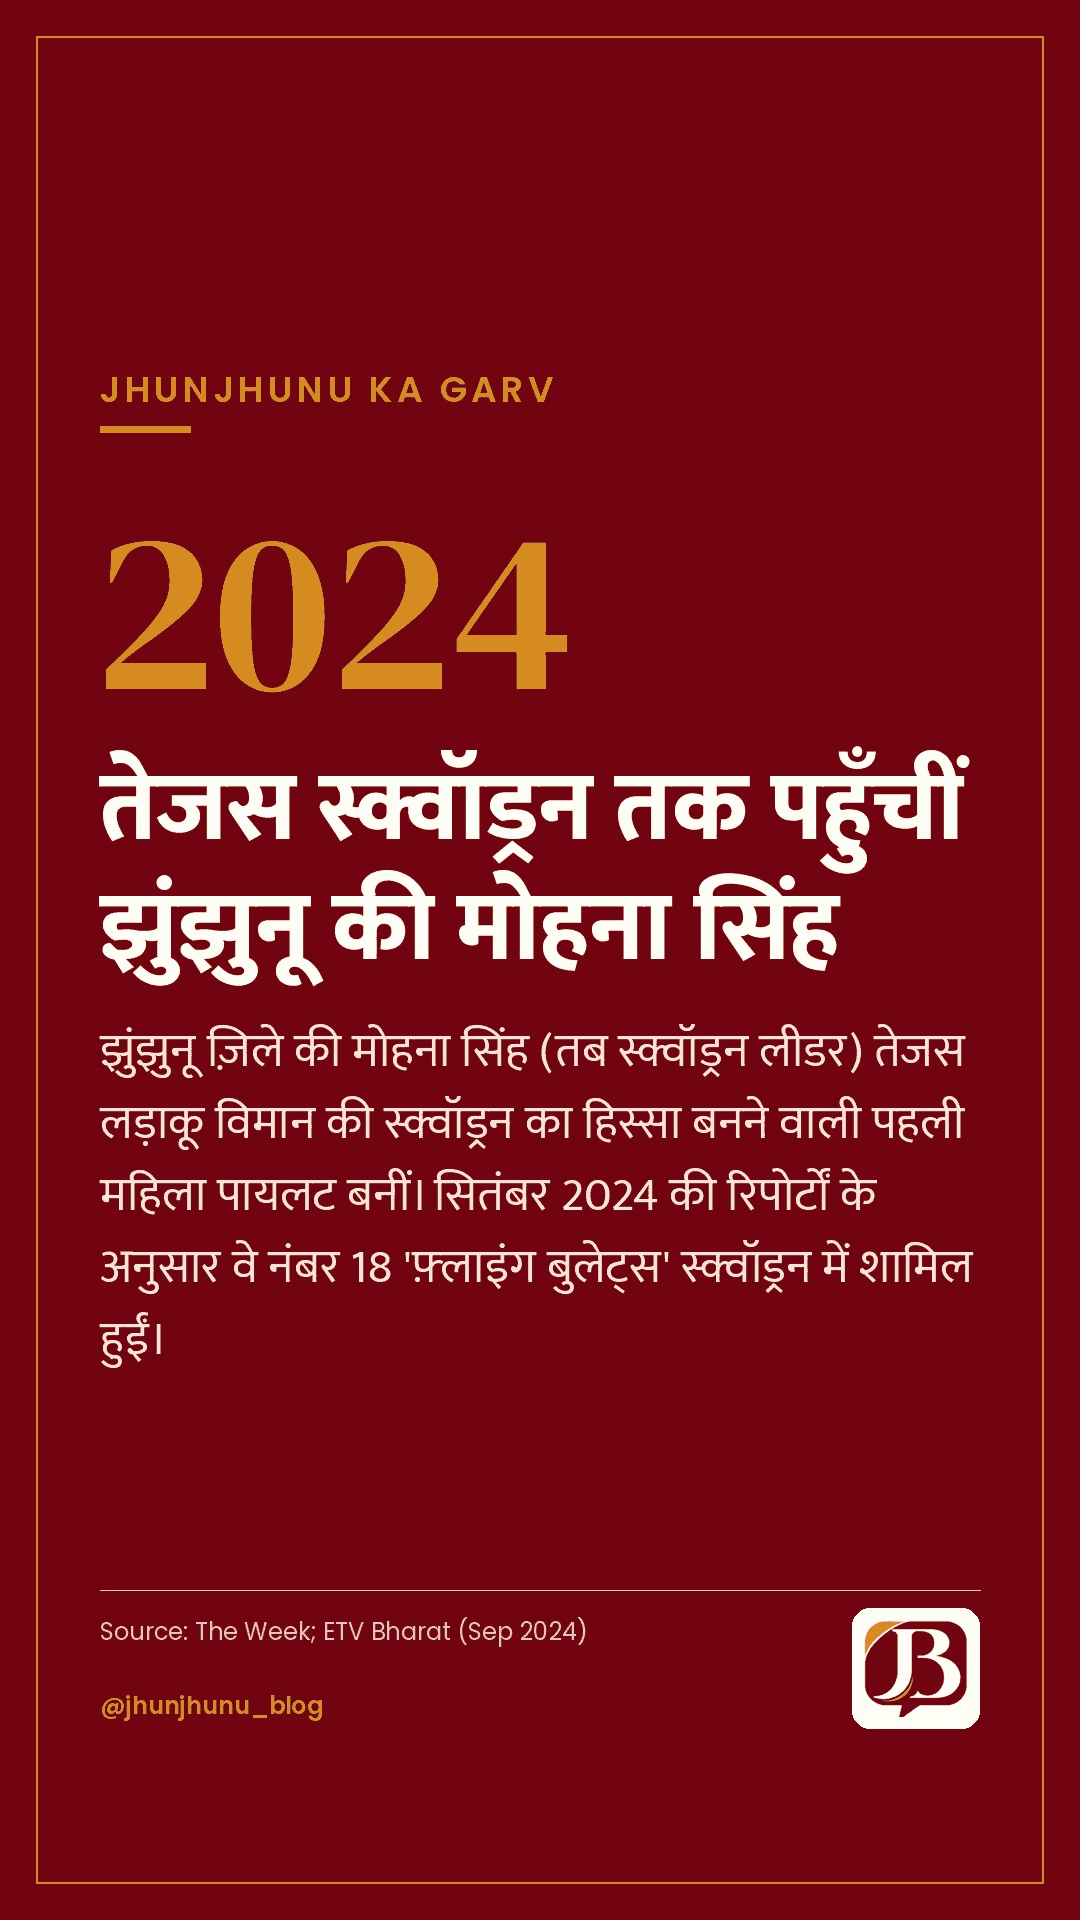 JHUNJHUNU KA GARV
2024
तेजस स्क्वॉड्रन तक पहुँचीं
झुंझुनू की मोहना सिंह
झुंझुनू ज़िले की मोहना सिंह (तब स्क्वॉड्रन लीडर) तेजस
लड़ाकू विमान की स्क्वॉड्रन का हिस्सा बनने वाली पहली
महिला पायलट बनीं। सितंबर 2024 की रिपोर्टों के
अनुसार वे नंबर 18 'फ़्लाइंग बुलेट्स' स्क्वॉड्रन में शामिल
हुईं।
Source: The Week; ETV Bharat (Sep 2024)
JB
@jhunjhunu_blog